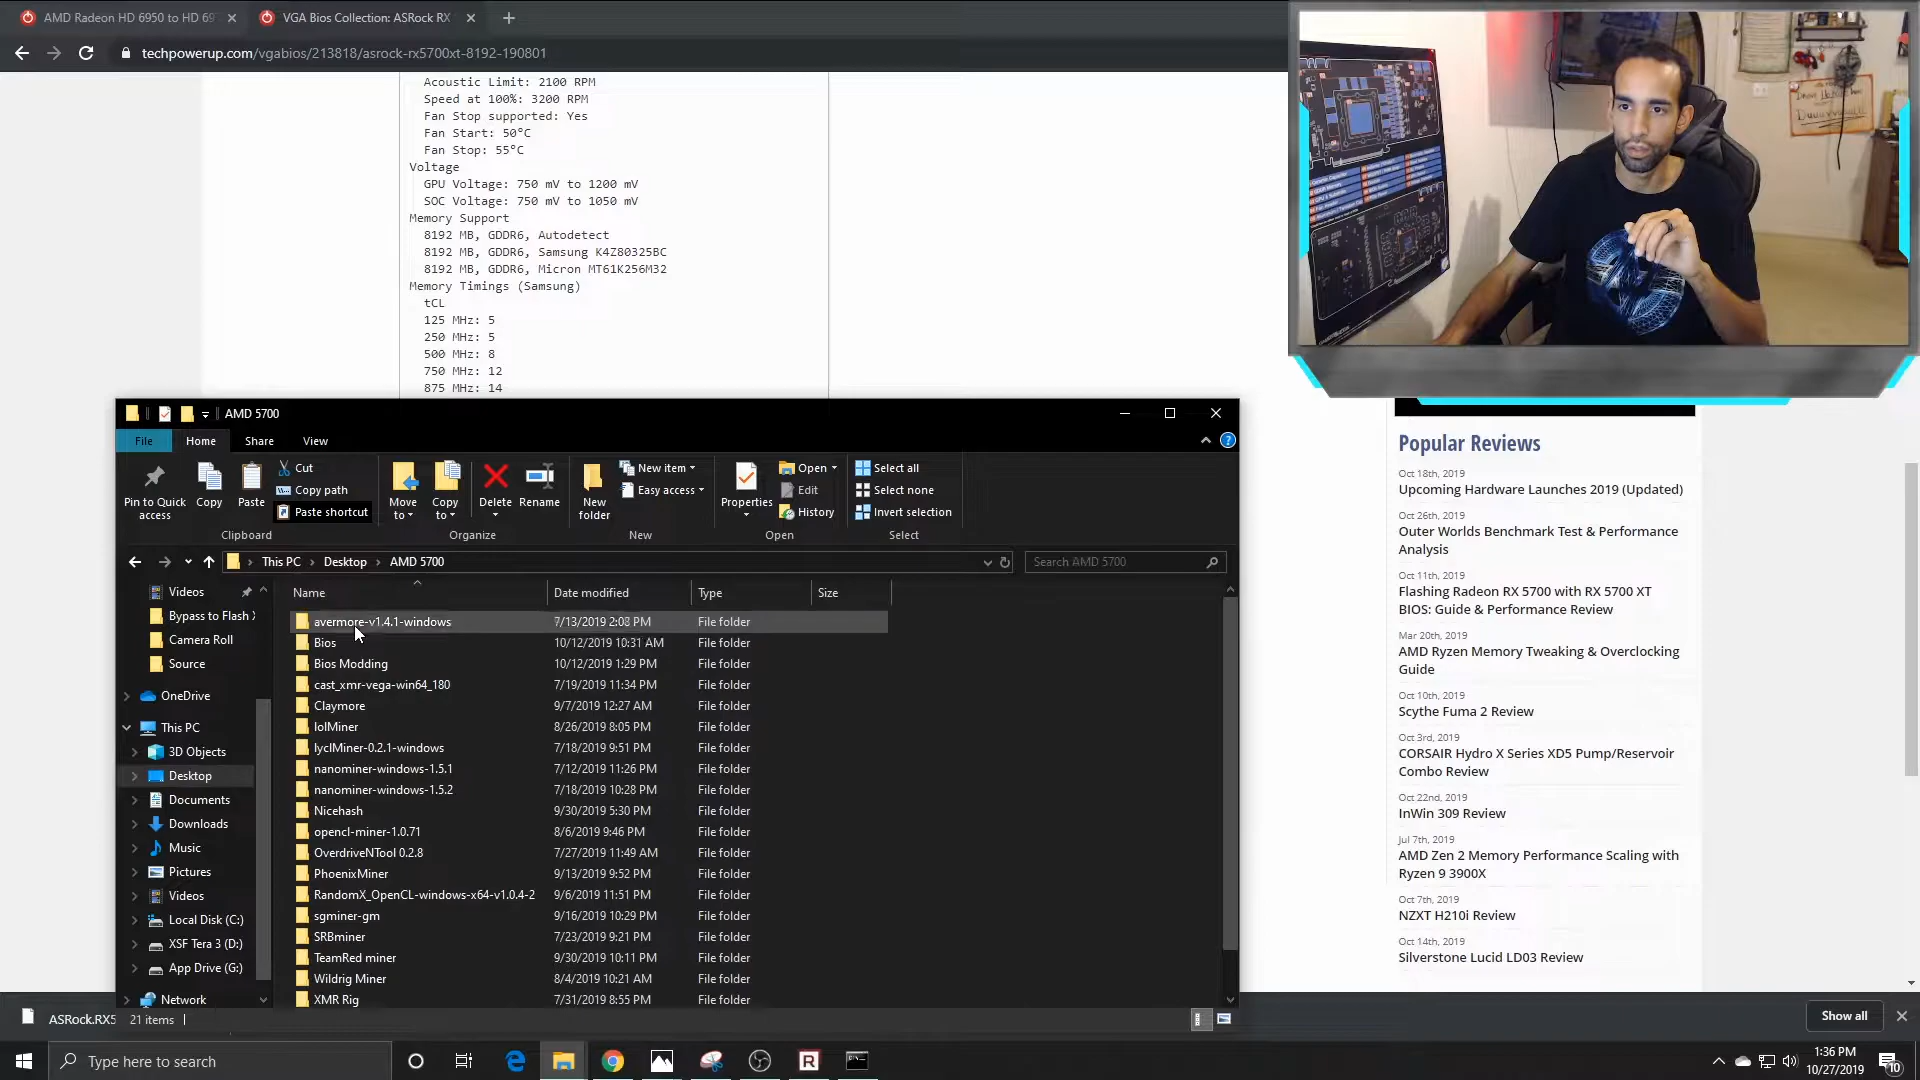 AMD Radeon HD 6950 to HD 697
VGA Bios Collection: ASRock RX
techpowerup.com/vgabios/213818/asrock-rx5700xt-8192-190801
Acoustic Limit: 2100 RPM
Speed at 100%: 3200 RPM
Fan Stop supported: Yes
Fan Start: 50°C
Fan Stop: 55°C
Voltage
GPU Voltage: 750 mV to 1200 mV
SOC Voltage: 750 mV to 1050 mV
Memory Support
8192 MB, GDDR6, Autodetect
8192 MB, GDDR6, Samsung K4Z80325BC
8192 MB, GDDR6, Micron MT61K256M32
Memory Timings (Samsung)
tCL
125 MHz: 5
250 MHz: 5
500 MHz: 8
750 MHz: 12
875 MHz: 14
AMD 5700
File Home Share View
Pin to Quick access
Copy
Paste
Cut
Copy path
Paste shortcut
Clipboard
Move to
Copy to
Delete
Rename
Organize
New folder
New item
Easy access
New
Properties
Open
Edit
History
Open
Select all
Select none
Invert selection
Select
This PC > Desktop > AMD 5700
Search AMD 5700
Videos
Bypass to Flash
Camera Roll
Source
OneDrive
This PC
3D Objects
Desktop
Documents
Downloads
Music
Pictures
Videos
Local Disk (C:)
XSF Tera 3 (D:)
App Drive (G:)
Network
Name Date modified Type Size
avermore-v1.4.1-windows 7/13/2019 2:08 PM File folder
Bios 10/12/2019 10:31 AM File folder
Bios Modding 10/12/2019 1:29 PM File folder
cast_xmr-vega-win64_180 7/19/2019 11:34 PM File folder
Claymore 9/7/2019 12:27 AM File folder
lolMiner 8/26/2019 8:05 PM File folder
lyclMiner-0.2.1-windows 7/18/2019 9:51 PM File folder
nanominer-windows-1.5.1 7/12/2019 11:26 PM File folder
nanominer-windows-1.5.2 7/18/2019 10:28 PM File folder
Nicehash 9/30/2019 5:30 PM File folder
opencl-miner-1.0.71 8/6/2019 9:46 PM File folder
OverdriveNTool 0.2.8 7/27/2019 11:49 AM File folder
PhoenixMiner 9/13/2019 9:52 PM File folder
RandomX_OpenCL-windows-x64-v1.0.4-2 9/6/2019 11:51 PM File folder
sgminer-gm 9/16/2019 10:29 PM File folder
SRBminer 7/23/2019 9:21 PM File folder
TeamRed miner 9/30/2019 10:11 PM File folder
Wildrig Miner 8/4/2019 10:21 AM File folder
XMR Rig 7/31/2019 8:55 PM File folder
21 items
Popular Reviews
Oct 18th, 2019
Upcoming Hardware Launches 2019 (Updated)
Oct 26th, 2019
Outer Worlds Benchmark Test & Performance
Analysis
Oct 11th, 2019
Flashing Radeon RX 5700 with RX 5700 XT
BIOS: Guide & Performance Review
Mar 20th, 2019
AMD Ryzen Memory Tweaking & Overclocking
Guide
Oct 10th, 2019
Scythe Fuma 2 Review
Oct 3rd, 2019
CORSAIR Hydro X Series XD5 Pump/Reservoir
Combo Review
Oct 22nd, 2019
InWin 309 Review
Jul 7th, 2019
AMD Zen 2 Memory Performance Scaling with
Ryzen 9 3900X
Oct 7th, 2019
NZXT H210i Review
Oct 14th, 2019
Silverstone Lucid LD03 Review
ASRock.RX5
Show all
Type here to search
1:36 PM
10/27/2019
10